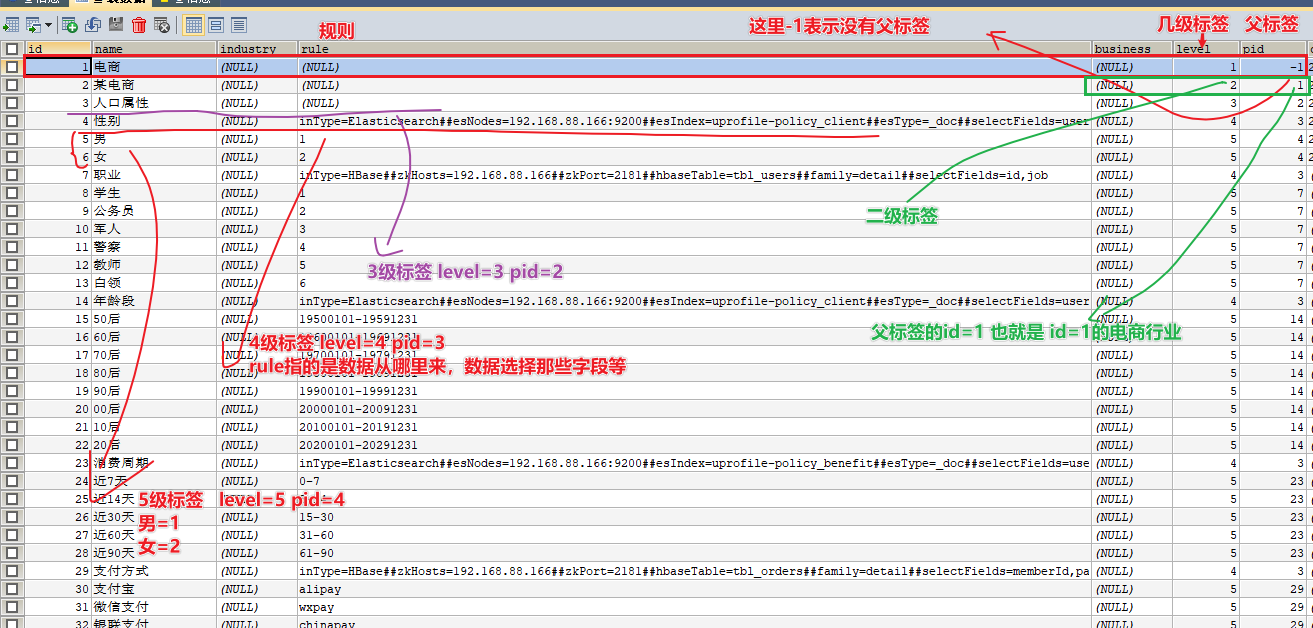 规则
这里-1表示没有父标签
几级标签 父标签
id name industry rule business level pid
1 电商 (NULL) (NULL) (NULL) 1 -1
2 某电商 (NULL) (NULL) (NULL) 2 1
3 人口属性 (NULL) (NULL) (NULL) 3 2
4 性别 (NULL) inType=Elasticsearch##esNodes=192.168.88.166:9200##esIndex=uprofile-policy_client##esType=_doc##selectFields=user (NULL) 4 3
5 男 (NULL) 1 (NULL) 5 4
6 女 (NULL) 2 (NULL) 5 4
7 职业 (NULL) inType=HBase##zkHosts=192.168.88.166##zkPort=2181##hbaseTable=tbl_users##family=detail##selectFields=id,job (NULL) 4 3
8 学生 (NULL) 1 (NULL) 5 7
9 公务员 (NULL) 2 (NULL) 5 7
二级标签
10 军人 (NULL) 3 (NULL) 5 7
11 警察 (NULL) 4 (NULL) 5 7
12 教师 (NULL) 5 (NULL) 5 7
3级标签 level=3 pid=2
13 白领 (NULL) 6 (NULL) 5 7
14 年龄段 (NULL) inType=Elasticsearch##esNodes=192.168.88.166:9200##esIndex=uprofile-policy_client##esType=_doc##selectFields=user (NULL) 4 3
15 50后 (NULL) 19500101-19591231 (NULL) 5 14
父标签的id=1 也就是 id=1的电商行业
16 60后 (NULL) 5 14
4级标签 level=4 pid=3
17 70后 (NULL) 19700101-19791231 (NULL) 5 14
rule指的是数据从哪里来，数据选择那些字段等
18 80后 (NULL) (NULL) 5 14
19 90后 (NULL) 19900101-19991231 (NULL) 5 14
20 00后 (NULL) 20000101-20091231 (NULL) 5 14
21 10后 (NULL) 20100101-20191231 (NULL) 5 14
22 20后 (NULL) 20200101-20291231 (NULL) 5 14
23 消费周期 (NULL) inType=Elasticsearch##esNodes=192.168.88.166:9200##esIndex=uprofile-policy_benefit##esType=_doc##selectFields=use (NULL) 4 3
24 近7天 (NULL) 0-7 (NULL) 5 23
25 近14天 (NULL) 5 23
5级标签 level=5 pid=4
26 近30天 (NULL) 15-30 (NULL) 5 23
男=1
27 近60天 (NULL) 31-60 (NULL) 5 23
女=2
28 近90天 (NULL) 61-90 (NULL) 5 23
29 支付方式 (NULL) inType=HBase##zkHosts=192.168.88.166##zkPort=2181##hbaseTable=tbl_orders##family=detail##selectFields=memberId,pa (NULL) 4 3
30 支付宝 (NULL) alipay (NULL) 5 29
31 微信支付 (NULL) wxpay (NULL) 5 29
32 银联支付 (NULL) chinapay (NULL) 5 29